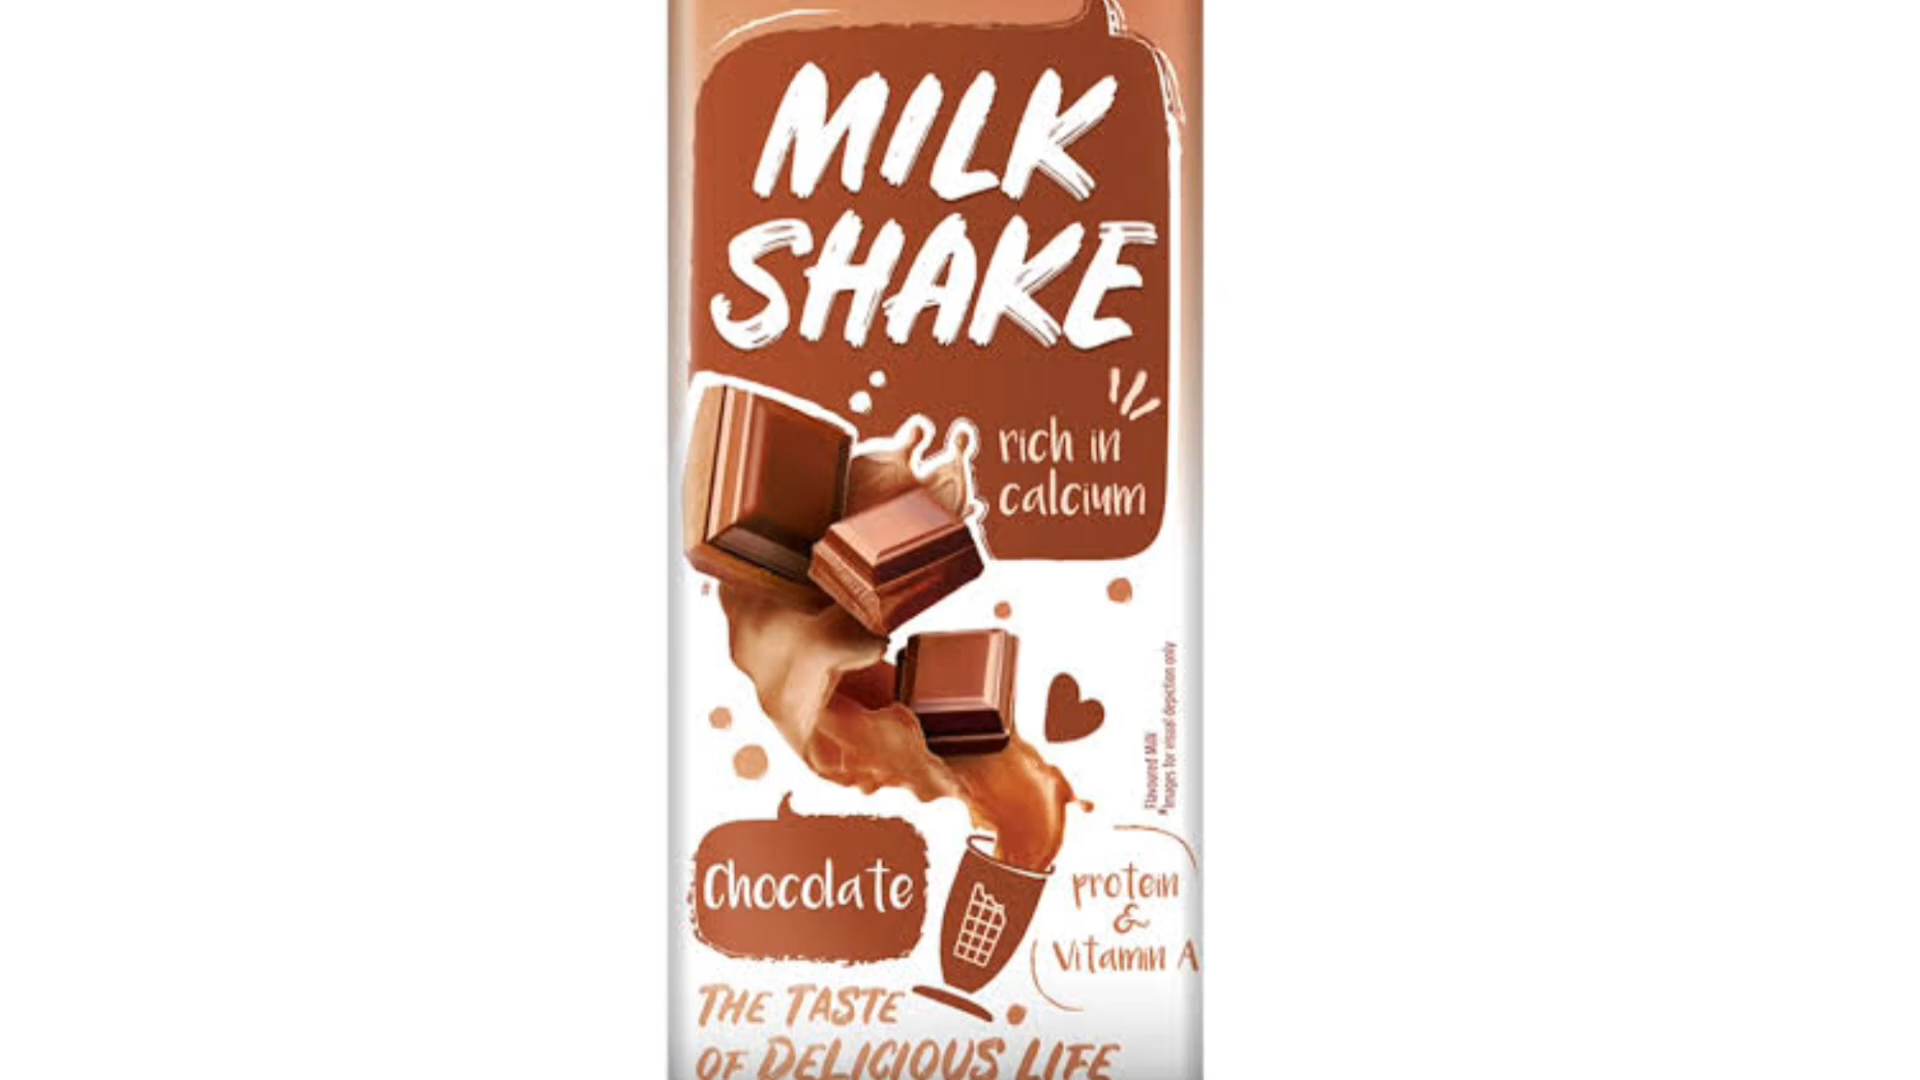 MILK
SHAKE
rich in
calcium
Flavoured Milk
*Images for visual depiction only
Chocolate
protein
&
Vitamin A
THE TASTE
OF DELICIOUS LIFE